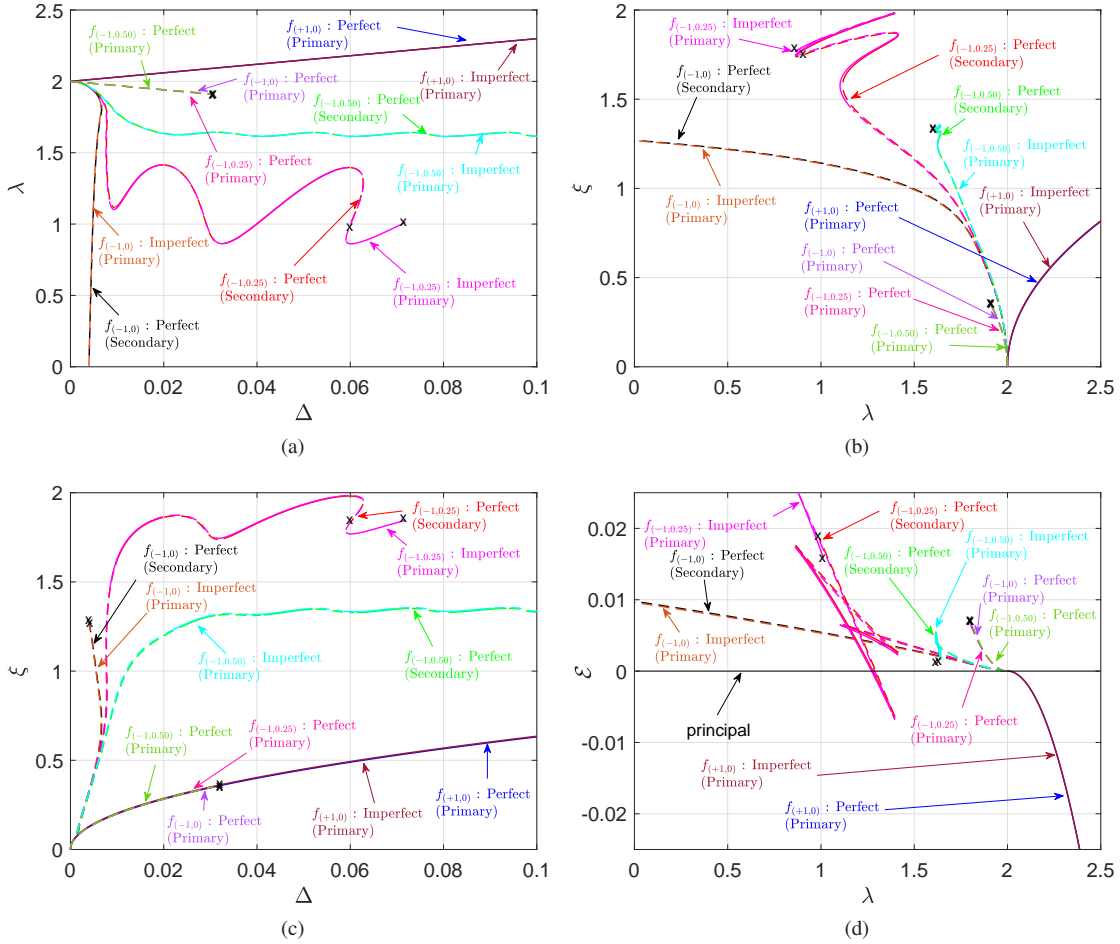 f(−1,0.50) : Perfect
(Primary)
f(+1,0) : Perfect
(Primary)
f(−1,0) : Perfect
(Primary)
f(+1,0) : Imperfect
(Primary)
f(−1,0.50) : Perfect
(Secondary)
f(−1,0.25) : Perfect
(Primary)
f(−1,0.50) : Imperfect
(Primary)
f(−1,0) : Imperfect
(Primary)
f(−1,0.25) : Perfect
(Secondary)
f(−1,0.25) : Imperfect
(Primary)
f(−1,0) : Perfect
(Secondary)
λ
2.5
2
1.5
1
0.5
0
0 0.02 0.04 0.06 0.08 0.1
Δ
(a)
f(−1,0.25) : Imperfect
(Primary)
f(−1,0.25) : Perfect
(Secondary)
f(−1,0) : Perfect
(Secondary)
f(−1,0.50) : Perfect
(Secondary)
f(−1,0.50) : Imperfect
(Primary)
f(−1,0) : Imperfect
(Primary)
f(+1,0) : Imperfect
(Primary)
f(+1,0) : Perfect
(Primary)
f(−1,0) : Perfect
(Primary)
f(−1,0.25) : Perfect
(Primary)
f(−1,0.50) : Perfect
(Primary)
ξ
2
1.5
1
0.5
0
0 0.5 1 1.5 2 2.5
λ
(b)
f(−1,0.25) : Perfect
(Secondary)
f(−1,0) : Perfect
(Secondary)
f(−1,0.25) : Imperfect
(Primary)
f(−1,0) : Imperfect
(Primary)
f(−1,0.50) : Imperfect
(Primary)
f(−1,0.50) : Perfect
(Secondary)
f(−1,0.50) : Perfect
(Primary)
f(−1,0.25) : Perfect
(Primary)
f(−1,0) : Perfect
(Primary)
f(+1,0) : Imperfect
(Primary)
f(+1,0) : Perfect
(Primary)
ξ
2
1.5
1
0.5
0
0 0.02 0.04 0.06 0.08 0.1
Δ
(c)
f(−1,0.25) : Perfect
(Secondary)
f(−1,0.25) : Imperfect
(Primary)
f(−1,0.50) : Imperfect
(Primary)
f(−1,0) : Perfect
(Secondary)
f(−1,0.50) : Perfect
(Secondary)
f(−1,0) : Perfect
(Primary)
f(−1,0.50) : Perfect
(Primary)
f(−1,0) : Imperfect
(Primary)
f(−1,0.25) : Perfect
(Primary)
principal
f(+1,0) : Imperfect
(Primary)
f(+1,0) : Perfect
(Primary)
ℰ
0.02
0.01
0
-0.01
-0.02
0 0.5 1 1.5 2 2.5
λ
(d)